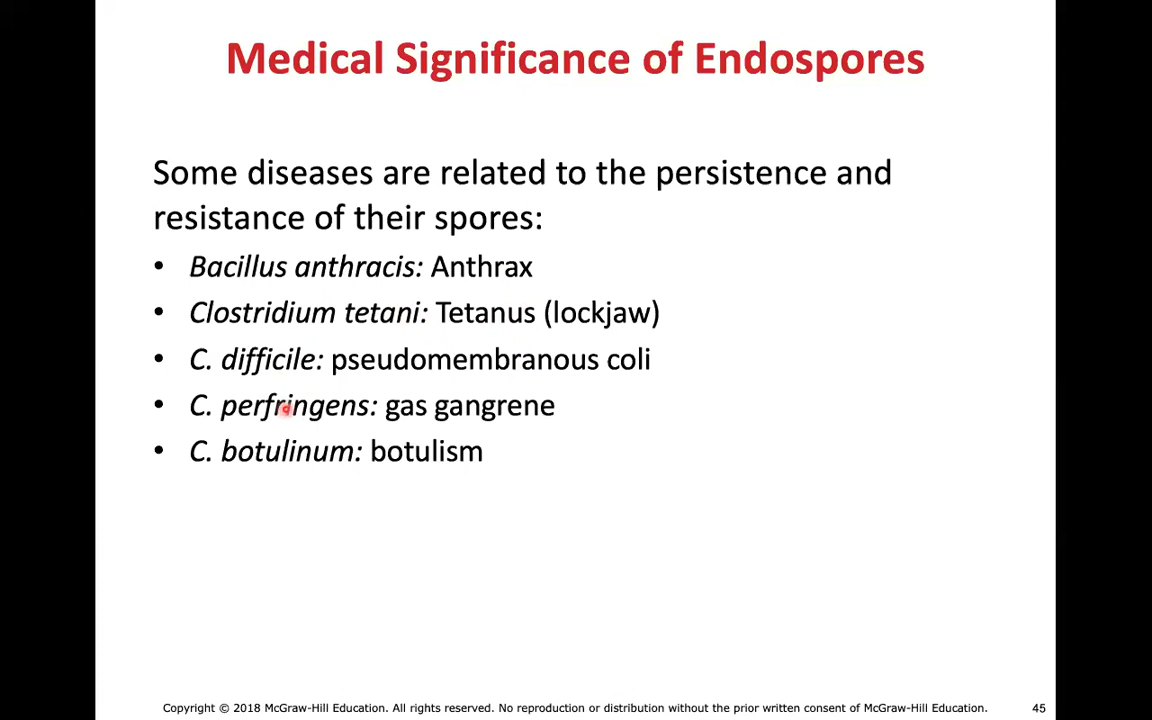 Medical Significance of Endospores
Some diseases are related to the persistence and
resistance of their spores:
• Bacillus anthracis: Anthrax
• Clostridium tetani: Tetanus (lockjaw)
• C. difficile: pseudomembranous coli
• C. perfringens: gas gangrene
• C. botulinum: botulism
Copyright © 2018 McGraw-Hill Education. All rights reserved. No reproduction or distribution without the prior written consent of McGraw-Hill Education. 45